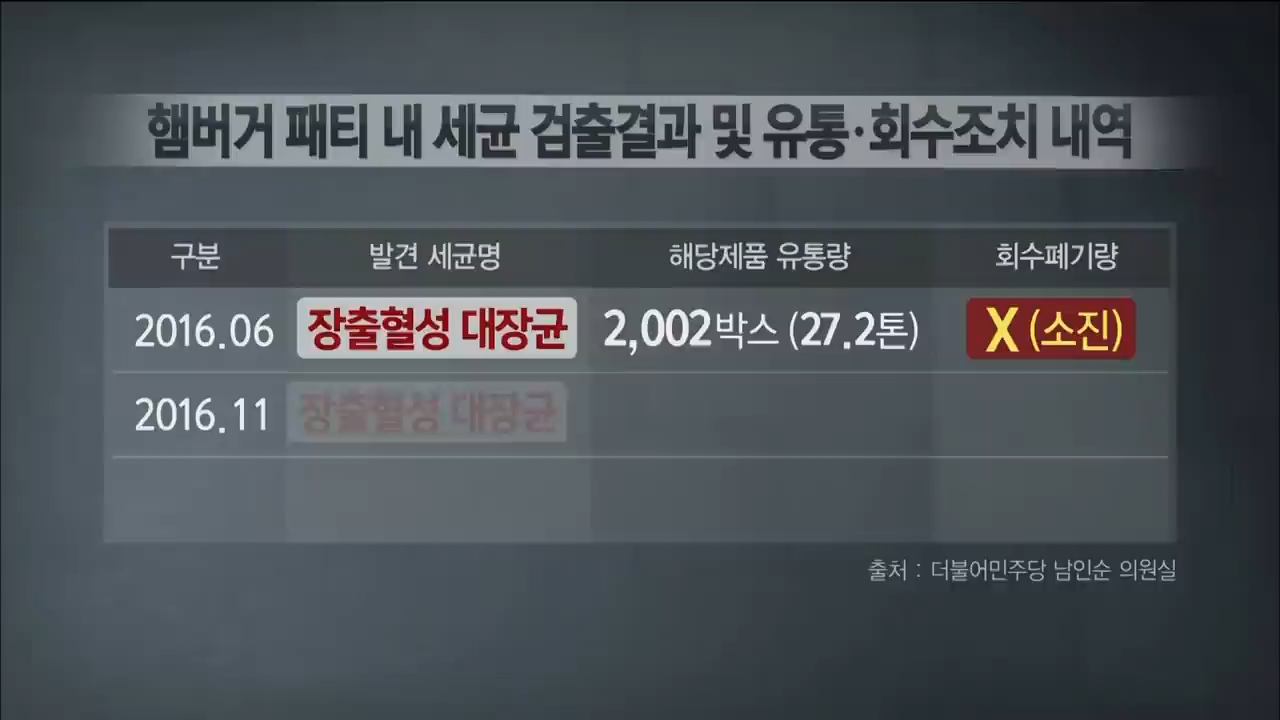 햄버거 패티 내 세균 검출결과 및 유통·회수조치 내역
구분 발견 세균명 해당제품 유통량 회수폐기량
2016.06 장출혈성 대장균 2,002박스 (27.2톤) X (소진)
2016.11 장출혈성 대장균
출처 : 더불어민주당 남인순 의원실